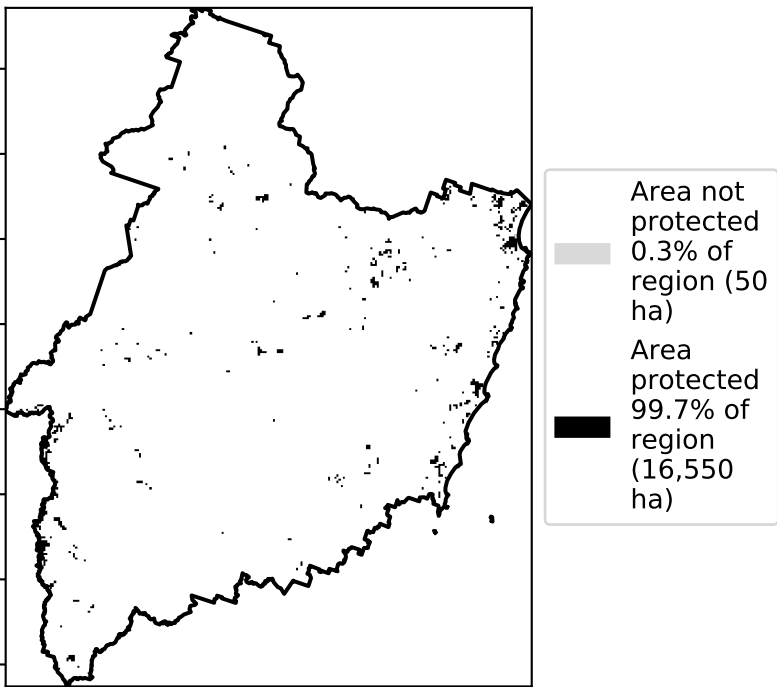 Area not
protected
0.3% of
region (50
ha)
Area
protected
99.7% of
region
(16,550
ha)